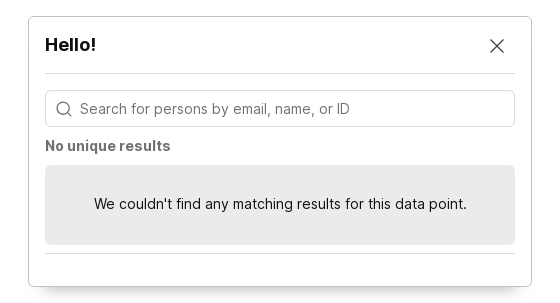 Hello!
Search for persons by email, name, or ID
No unique results
We couldn't find any matching results for this data point.